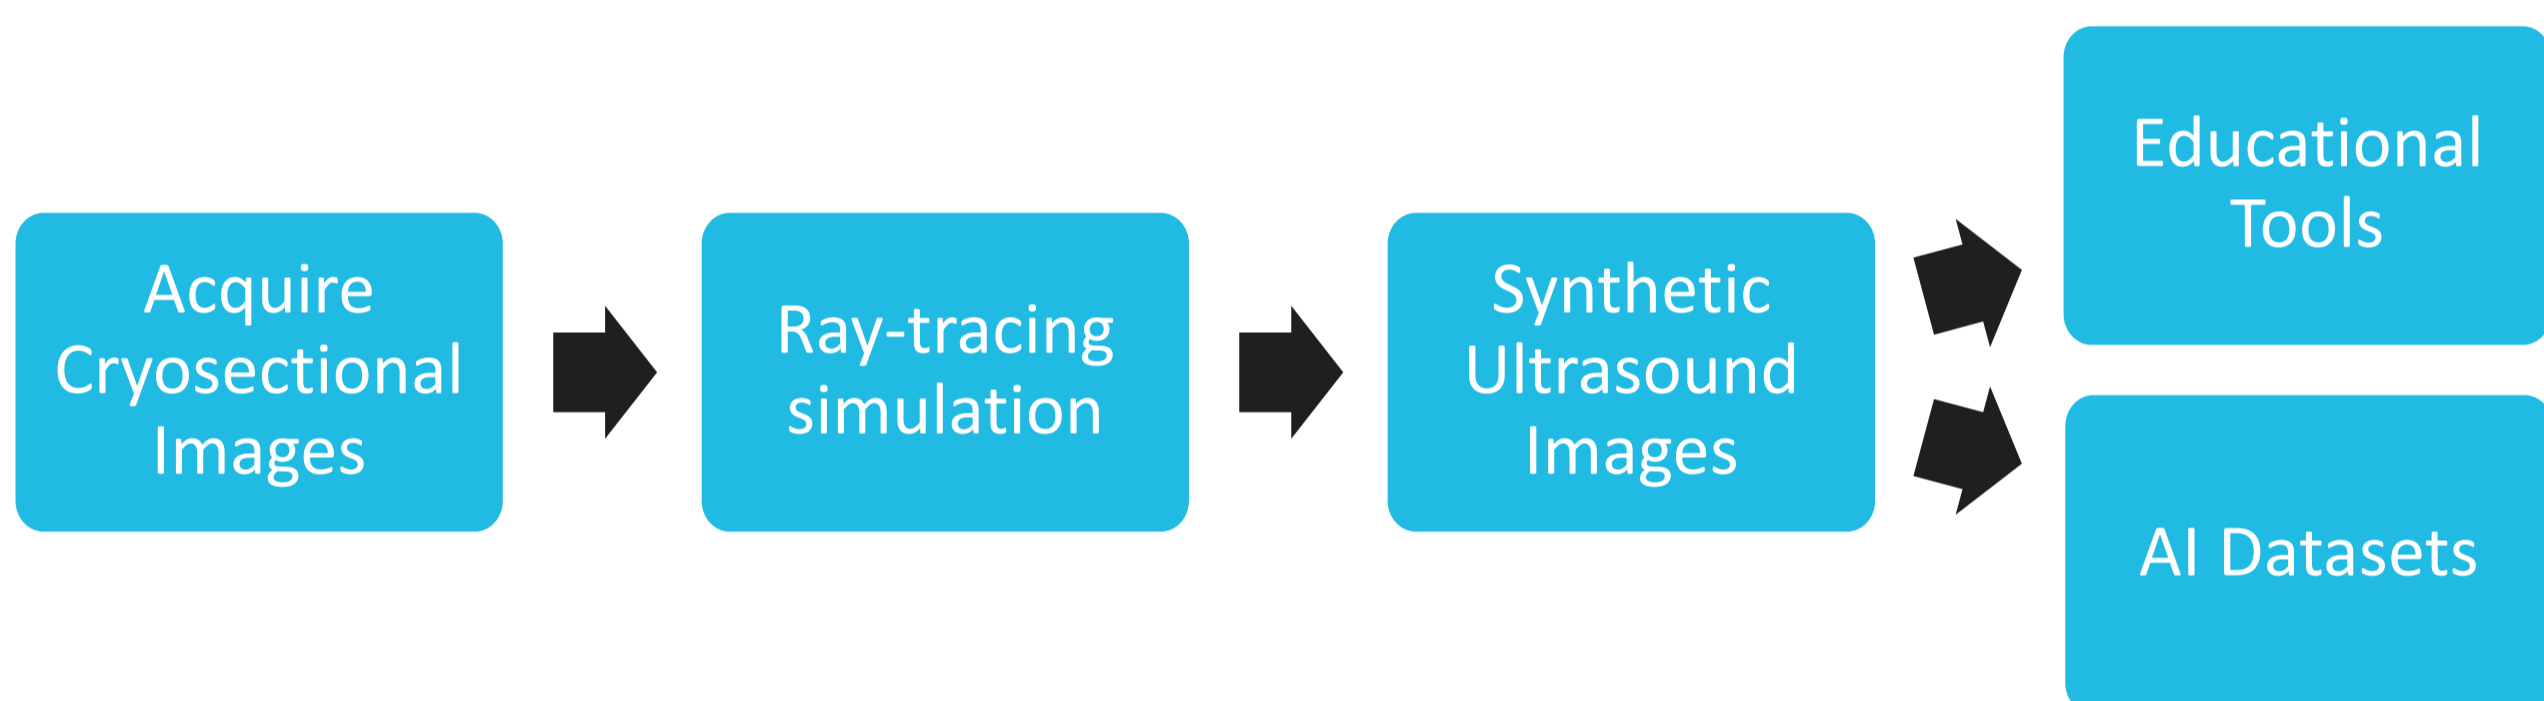 Acquire
Cryosectional
Images
Ray-tracing
simulation
Synthetic
Ultrasound
Images
Educational
Tools
AI Datasets